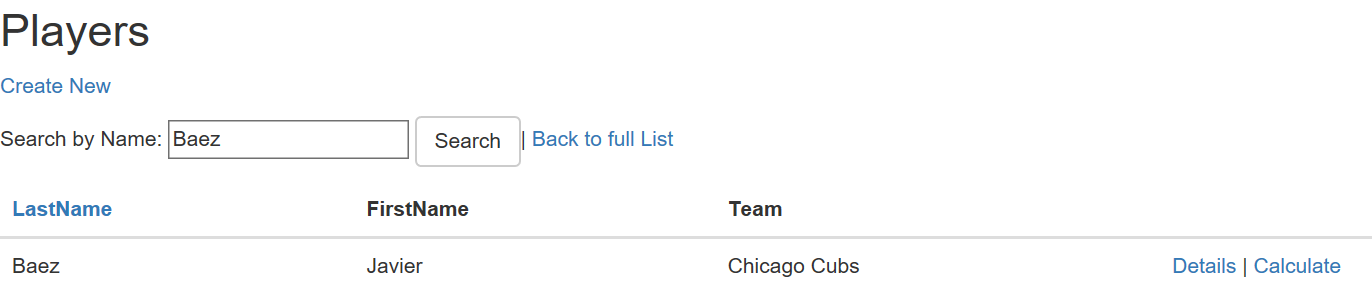 Players
Create New
Search by Name: Baez Search | Back to full List
LastName FirstName Team
Baez Javier Chicago Cubs Details | Calculate